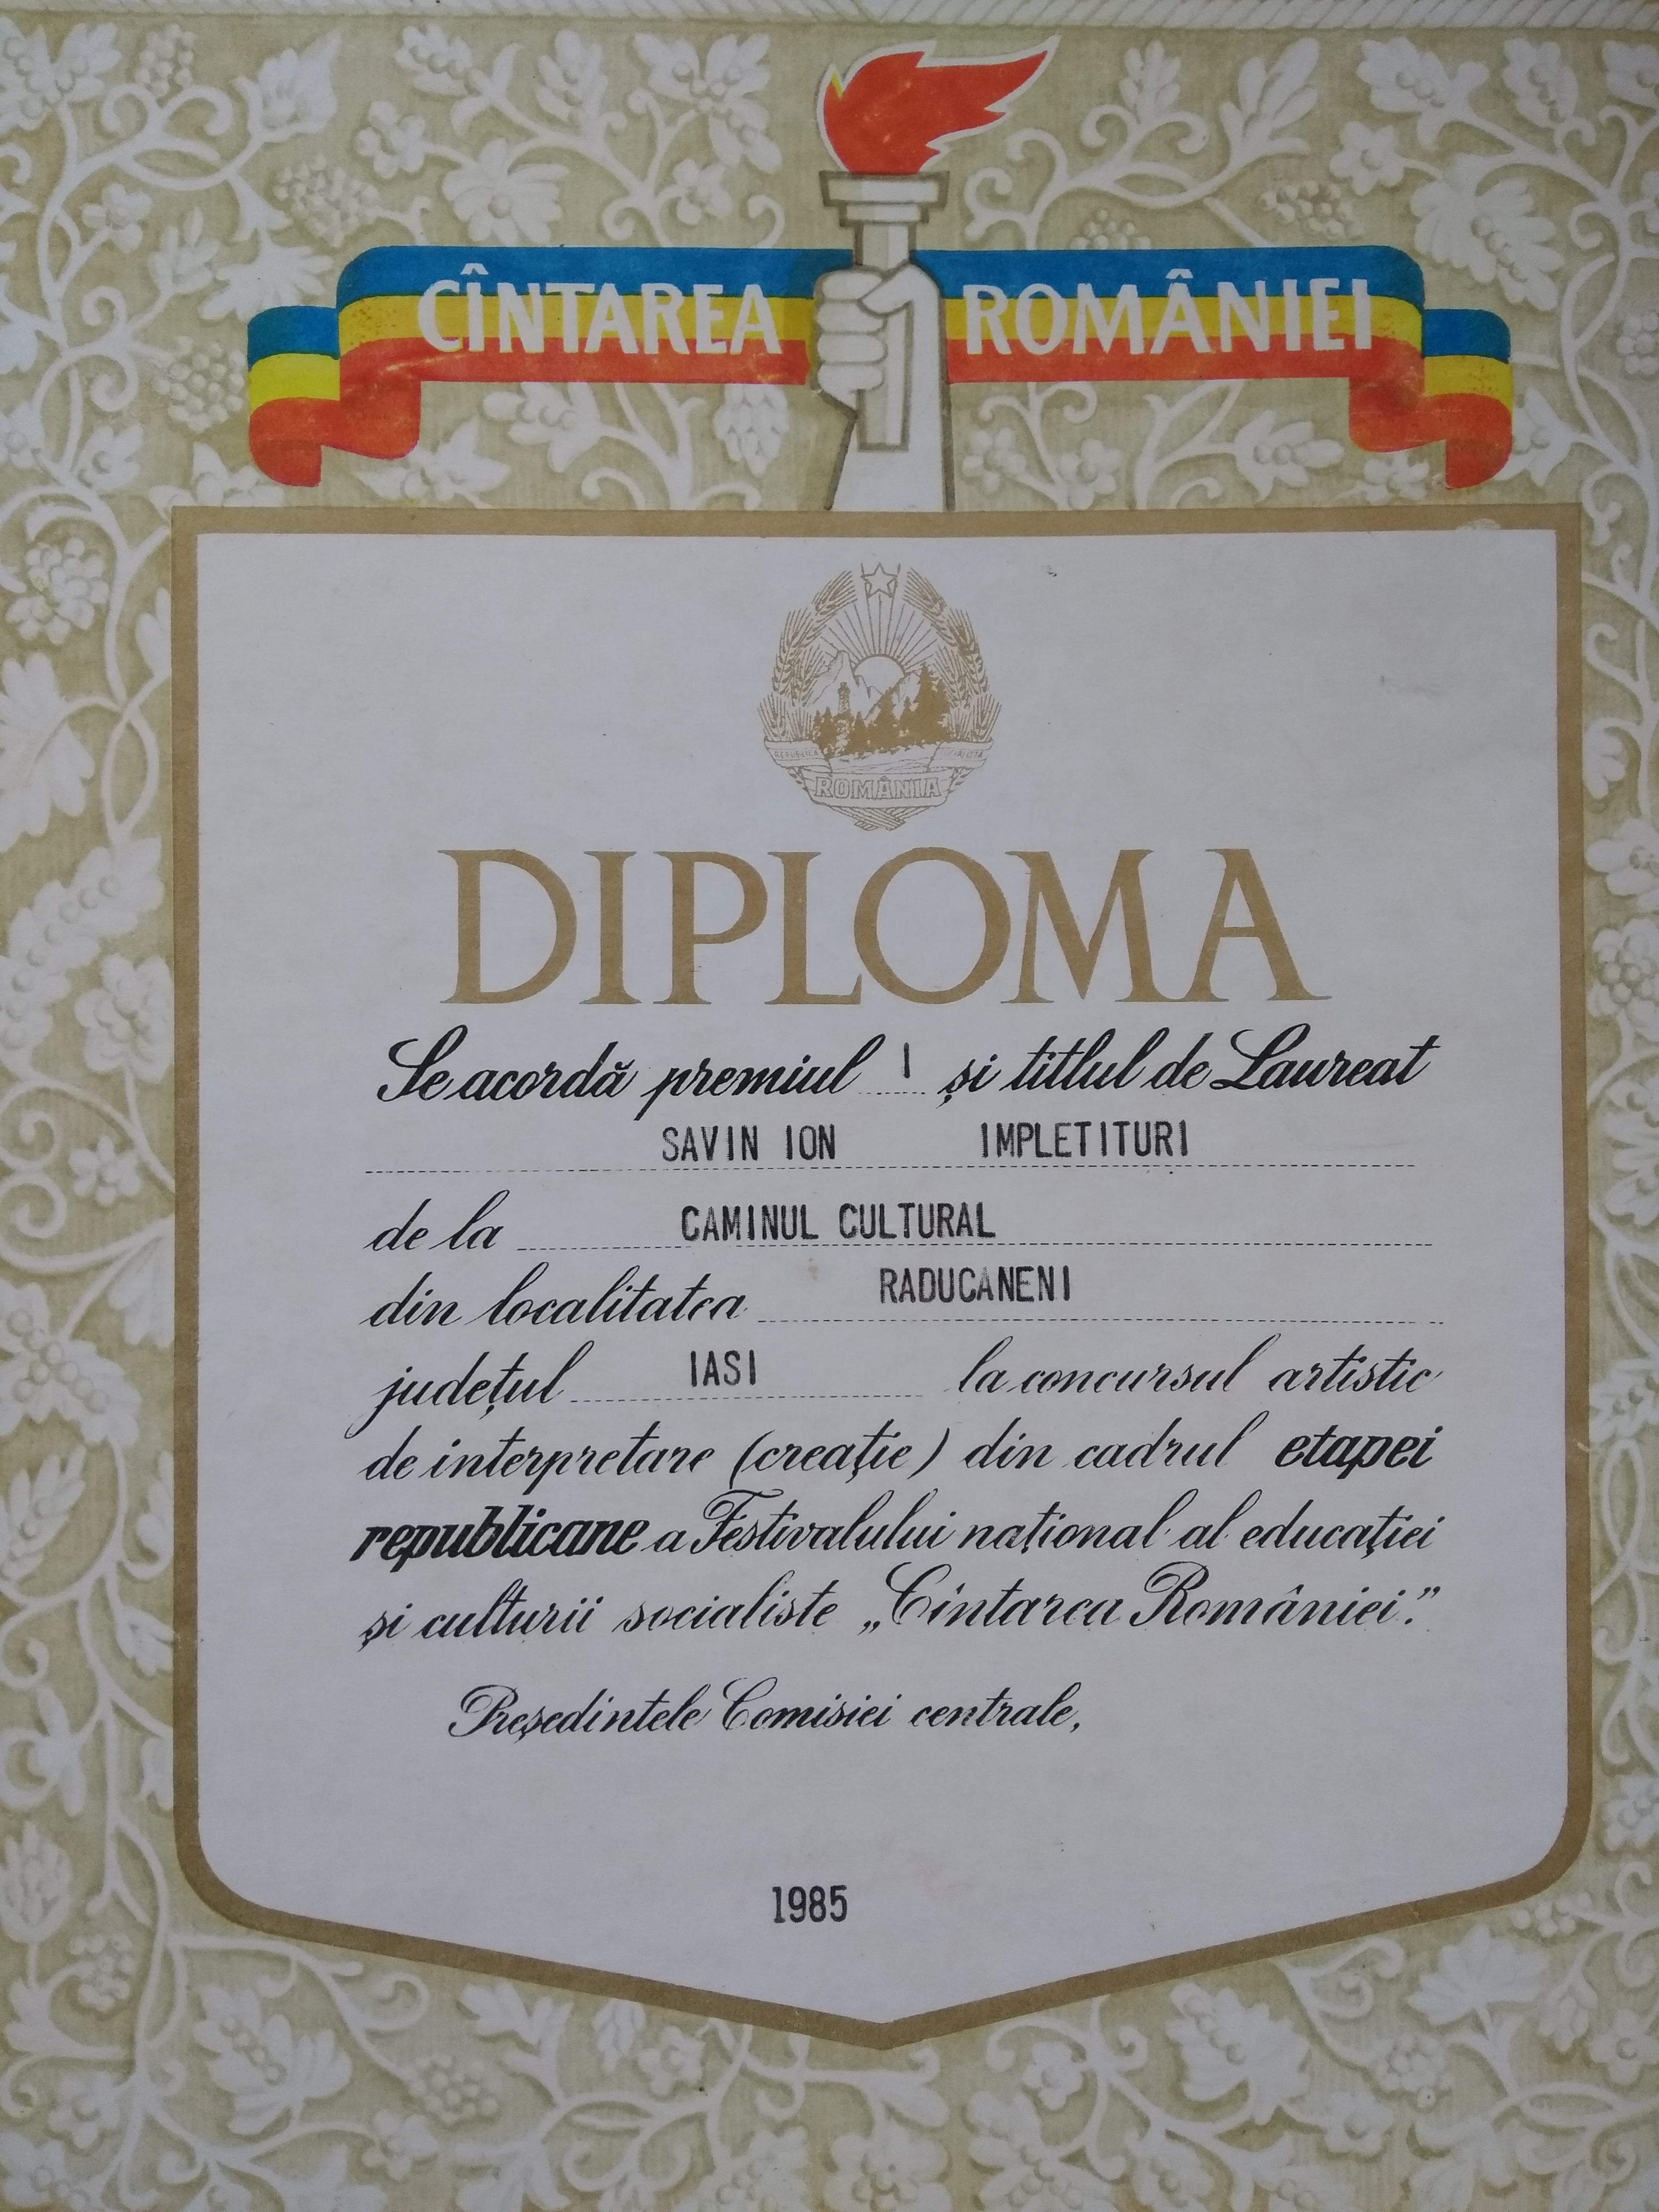 CÎNTAREA ROMÂNIEI
REPUBLICA SOCIALISTĂ
ROMÂNIA
DIPLOMA
Se acordă premiul I și titlul de Laureat
SAVIN ION IMPLETITURI
de la CAMINUL CULTURAL
din localitatea RADUCANENI
județul IASI la concursul artistic
de interpretare (creație) din cadrul etapei
republicane a Festivalului național al educației
și culturii socialiste „Cîntarea României."
Președintele Comisiei centrale,
1985